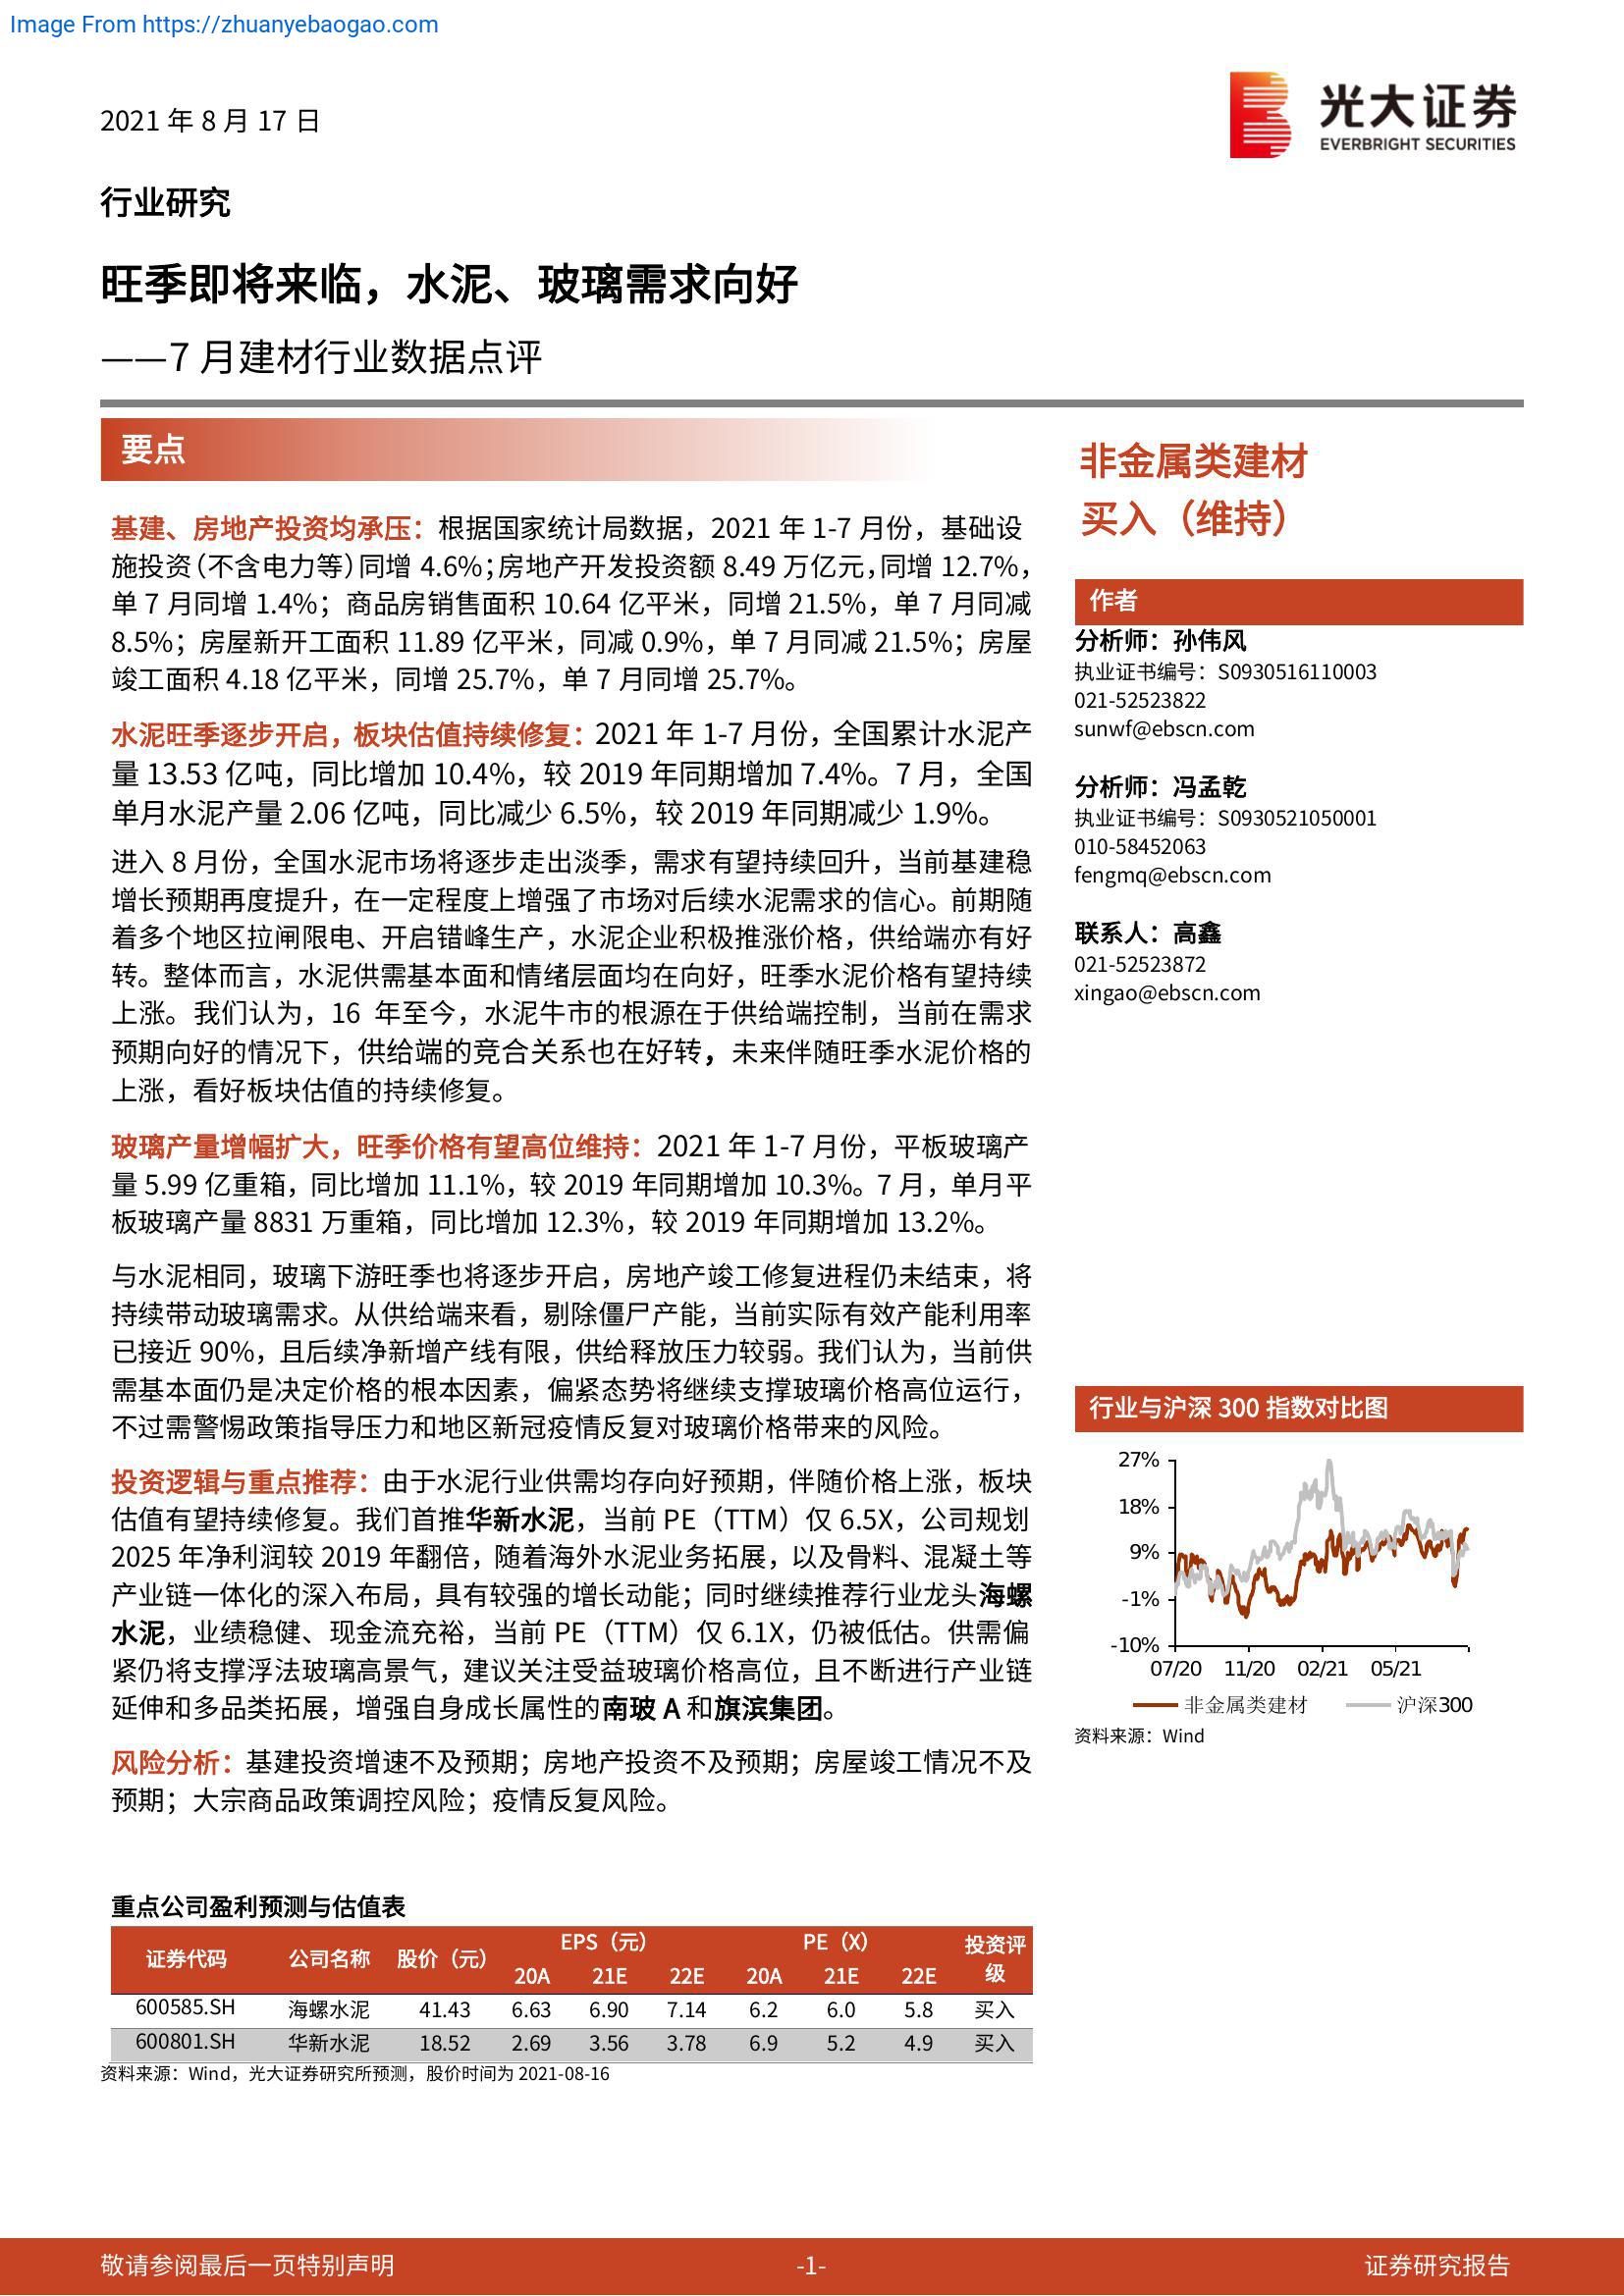 Image From https://zhuanyebaogao.com
2021 年 8 月 17 日
光大证券
EVERBRIGHT SECURITIES
行业研究
旺季即将来临，水泥、玻璃需求向好
——7 月建材行业数据点评
要点
基建、房地产投资均承压：根据国家统计局数据，2021 年 1-7 月份，基础设
施投资（不含电力等）同增 4.6%；房地产开发投资额 8.49 万亿元，同增 12.7%，
单 7 月同增 1.4%；商品房销售面积 10.64 亿平米，同增 21.5%，单 7 月同减
8.5%；房屋新开工面积 11.89 亿平米，同减 0.9%，单 7 月同减 21.5%；房屋
竣工面积 4.18 亿平米，同增 25.7%，单 7 月同增 25.7%。
水泥旺季逐步开启，板块估值持续修复：2021 年 1-7 月份，全国累计水泥产
量 13.53 亿吨，同比增加 10.4%，较 2019 年同期增加 7.4%。7 月，全国
单月水泥产量 2.06 亿吨，同比减少 6.5%，较 2019 年同期减少 1.9%。
进入 8 月份，全国水泥市场将逐步走出淡季，需求有望持续回升，当前基建稳
增长预期再度提升，在一定程度上增强了市场对后续水泥需求的信心。前期随
着多个地区拉闸限电、开启错峰生产，水泥企业积极推涨价格，供给端亦有好
转。整体而言，水泥供需基本面和情绪层面均在向好，旺季水泥价格有望持续
上涨。我们认为，16 年至今，水泥牛市的根源在于供给端控制，当前在需求
预期向好的情况下，供给端的竞合关系也在好转，未来伴随旺季水泥价格的
上涨，看好板块估值的持续修复。
玻璃产量增幅扩大，旺季价格有望高位维持：2021 年 1-7 月份，平板玻璃产
量 5.99 亿重箱，同比增加 11.1%，较 2019 年同期增加 10.3%。7 月，单月平
板玻璃产量 8831 万重箱，同比增加 12.3%，较 2019 年同期增加 13.2%。
与水泥相同，玻璃下游旺季也将逐步开启，房地产竣工修复进程仍未结束，将
持续带动玻璃需求。从供给端来看，剔除僵尸产能，当前实际有效产能利用率
已接近 90%，且后续净新增产线有限，供给释放压力较弱。我们认为，当前供
需基本面仍是决定价格的根本因素，偏紧态势将继续支撑玻璃价格高位运行，
不过需警惕政策指导压力和地区新冠疫情反复对玻璃价格带来的风险。
投资逻辑与重点推荐：由于水泥行业供需均存向好预期，伴随价格上涨，板块
估值有望持续修复。我们首推华新水泥，当前 PE（TTM）仅 6.5X，公司规划
2025 年净利润较 2019 年翻倍，随着海外水泥业务拓展，以及骨料、混凝土等
产业链一体化的深入布局，具有较强的增长动能；同时继续推荐行业龙头海螺
水泥，业绩稳健、现金流充裕，当前 PE（TTM）仅 6.1X，仍被低估。供需偏
紧仍将支撑浮法玻璃高景气，建议关注受益玻璃价格高位，且不断进行产业链
延伸和多品类拓展，增强自身成长属性的南玻 A 和旗滨集团。
风险分析：基建投资增速不及预期；房地产投资不及预期；房屋竣工情况不及
预期；大宗商品政策调控风险；疫情反复风险。
重点公司盈利预测与估值表
证券代码 公司名称 股价（元） EPS（元） PE（X） 投资评级
20A 21E 22E 20A 21E 22E
600585.SH 海螺水泥 41.43 6.63 6.90 7.14 6.2 6.0 5.8 买入
600801.SH 华新水泥 18.52 2.69 3.56 3.78 6.9 5.2 4.9 买入
资料来源：Wind，光大证券研究所预测，股价时间为 2021-08-16
非金属类建材
买入（维持）
作者
分析师：孙伟风
执业证书编号：S0930516110003
021-52523822
sunwf@ebscn.com
分析师：冯孟乾
执业证书编号：S0930521050001
010-58452063
fengmq@ebscn.com
联系人：高鑫
021-52523872
xingao@ebscn.com
行业与沪深 300 指数对比图
27%
18%
9%
-1%
-10%
07/20 11/20 02/21 05/21
非金属类建材 沪深300
资料来源：Wind
敬请参阅最后一页特别声明 -1- 证券研究报告